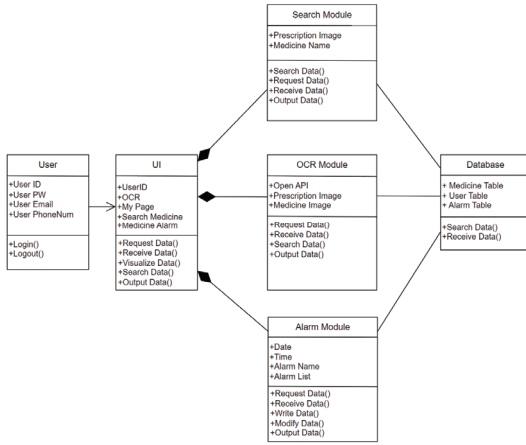 Search Module
+Prescription Image
+Medicine Name
+Search Data()
+Request Data()
+Receive Data()
+Output Data()
User
+User ID
+User PW
+User Email
+User PhoneNum
+Login()
+Logout()
UI
+UserID
+OCR
+My Page
+Search Medicine
+Medicine Alarm
+Request Data()
+Receive Data()
+Visualize Data()
+Search Data()
+Output Data()
OCR Module
+Open API
+Prescription Image
+Medicine Image
+Request Data()
+Receive Data()
+Search Data()
+Output Data()
Database
+ Medicine Table
+ User Table
+ Alarm Table
+Search Data()
+Receive Data()
Alarm Module
+Date
+Time
+Alarm Name
+Alarm List
+Request Data()
+Receive Data()
+Write Data()
+Modify Data()
+Output Data()